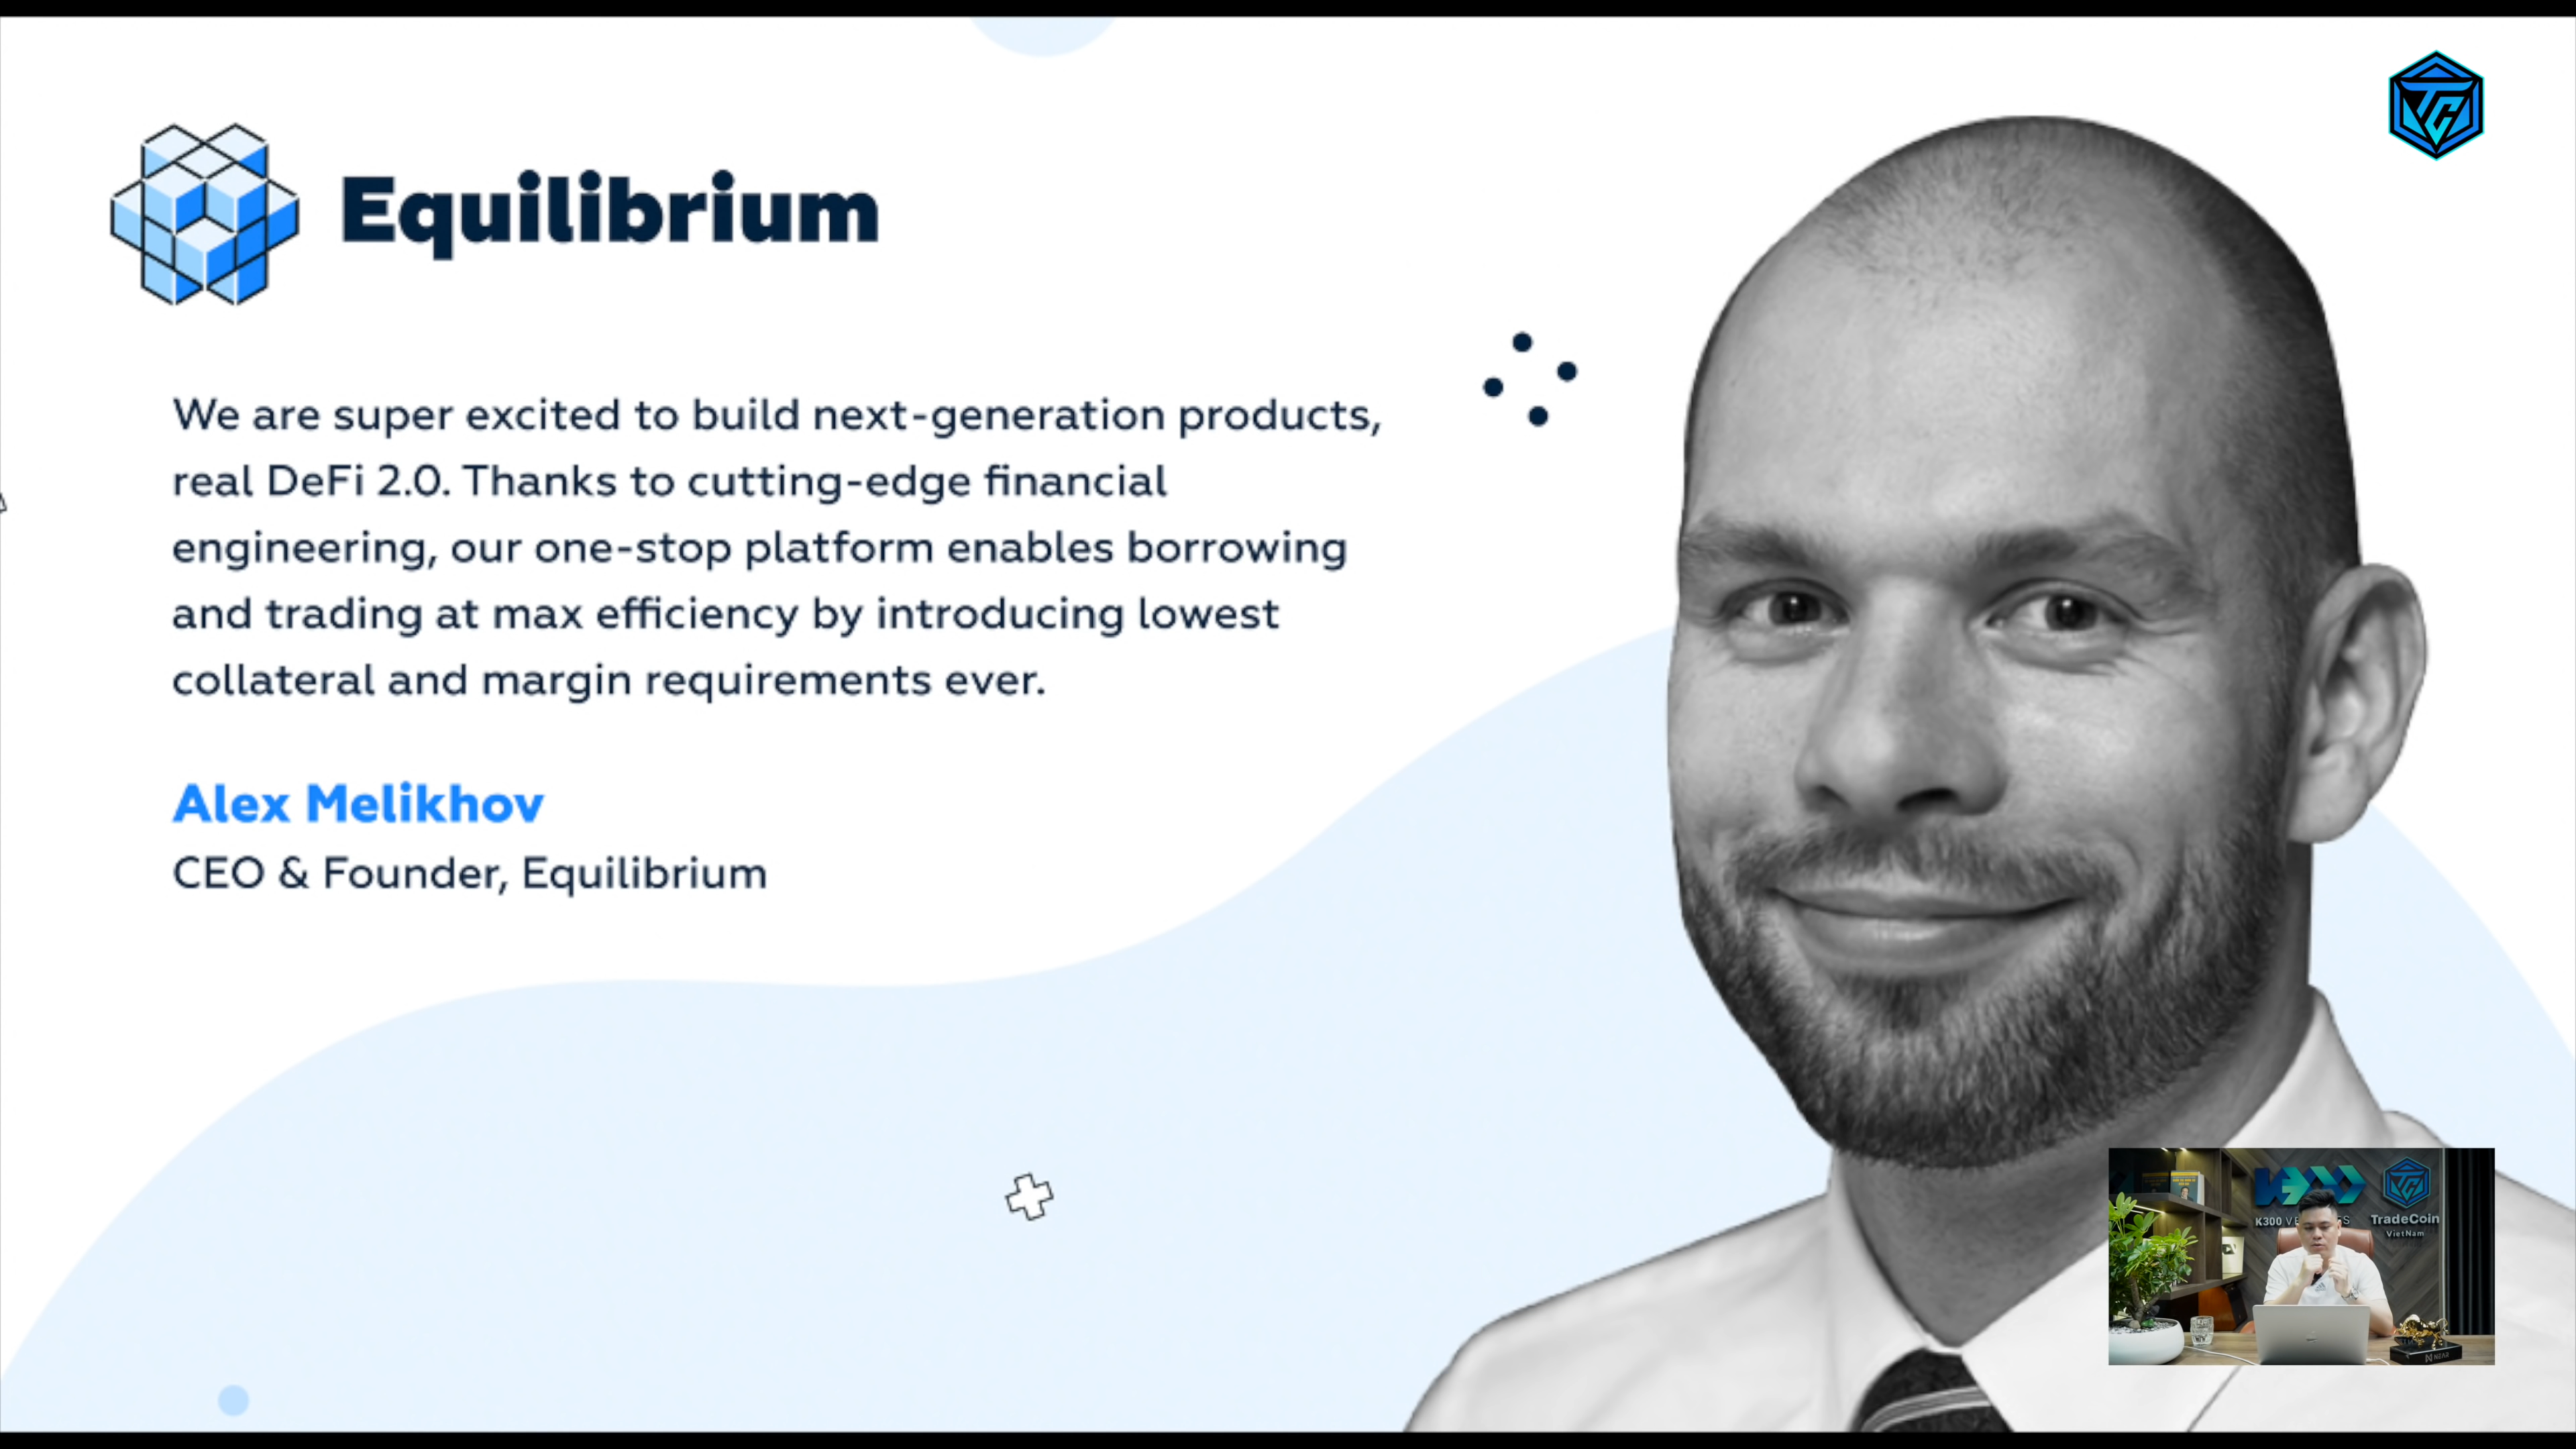 Equilibrium
We are super excited to build next-generation products,
real DeFi 2.0. Thanks to cutting-edge financial
engineering, our one-stop platform enables borrowing
and trading at max efficiency by introducing lowest
collateral and margin requirements ever.
Alex Melikhov
CEO & Founder, Equilibrium
TradeCoin
K300
VietNam